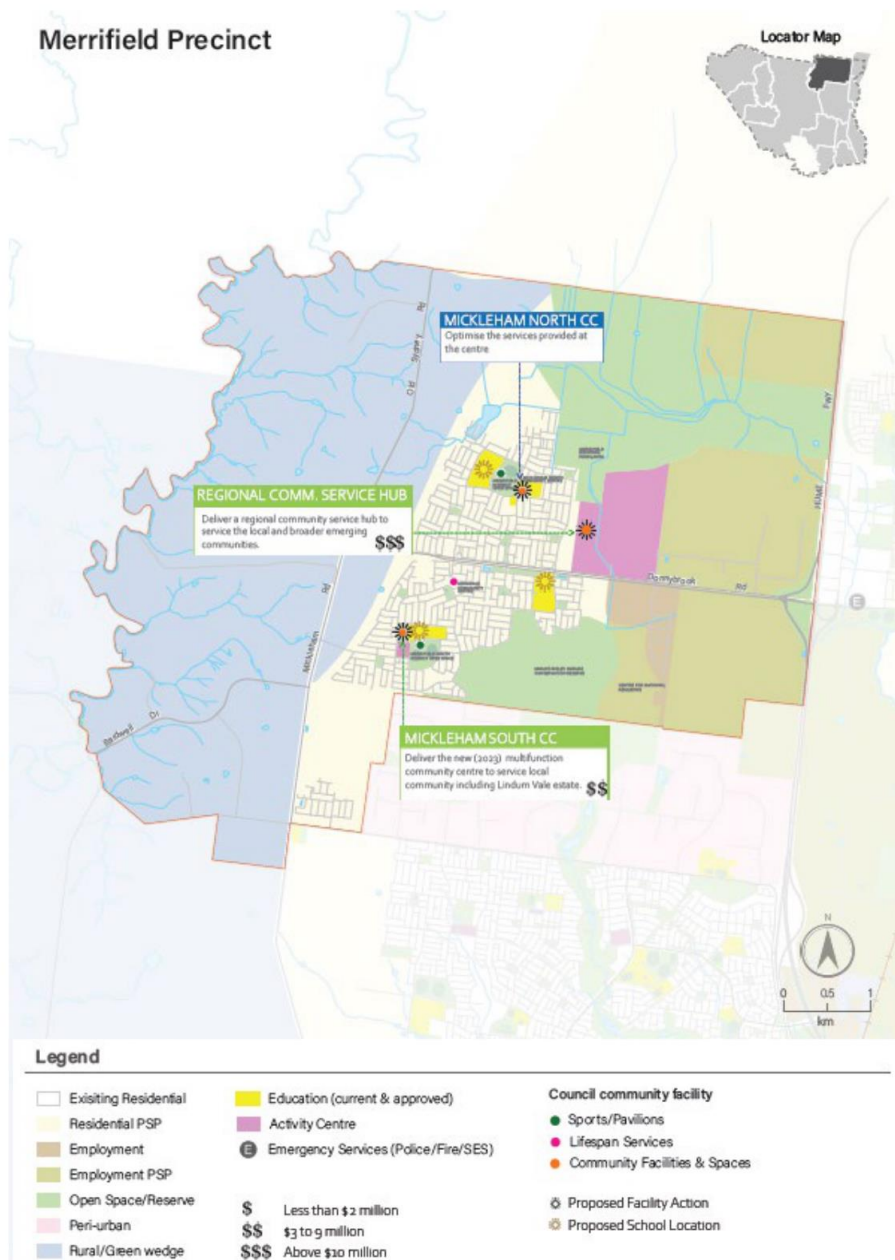 Merrifield Precinct
Locator Map
MICKLEHAM NORTH CC
Optimise the services provided at
the centre
Old Sydney Rd
Hume Fwy
REGIONAL COMM. SERVICE HUB
Deliver a regional community service hub to
service the local and broader emerging
communities.
$$$
Donnybrook Rd
E
Mickleham Rd
Bardwell Dr
MICKLEHAM SOUTH CC
Deliver the new (2023) multifunction
community centre to service local
community including Lindum Vale estate.
$$
N
0 0.5 1
km
Legend
Exisiting Residential
Residential PSP
Employment
Employment PSP
Open Space/Reserve
Peri-urban
Rural/Green wedge
Education (current & approved)
Activity Centre
E Emergency Services (Police/Fire/SES)
$ Less than $2 million
$$ $3 to 9 million
$$$ Above $10 million
Council community facility
Sports/Pavilions
Lifespan Services
Community Facilities & Spaces
Proposed Facility Action
Proposed School Location